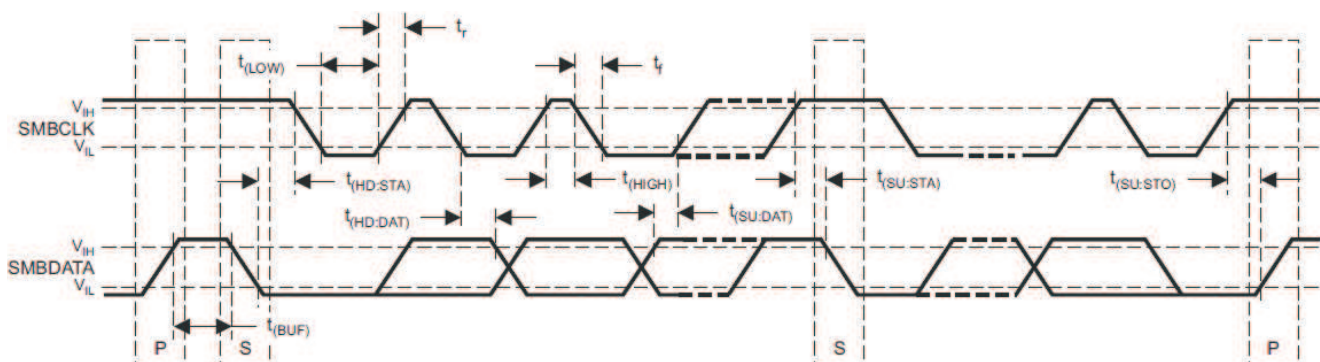 tr
t(LOW)
tf
VIH
SMBCLK
VIL
t(HD:STA)
t(HIGH)
t(SU:STA)
t(SU:STO)
t(HD:DAT)
t(SU:DAT)
VIH
SMBDATA
VIL
t(BUF)
P
S
S
P